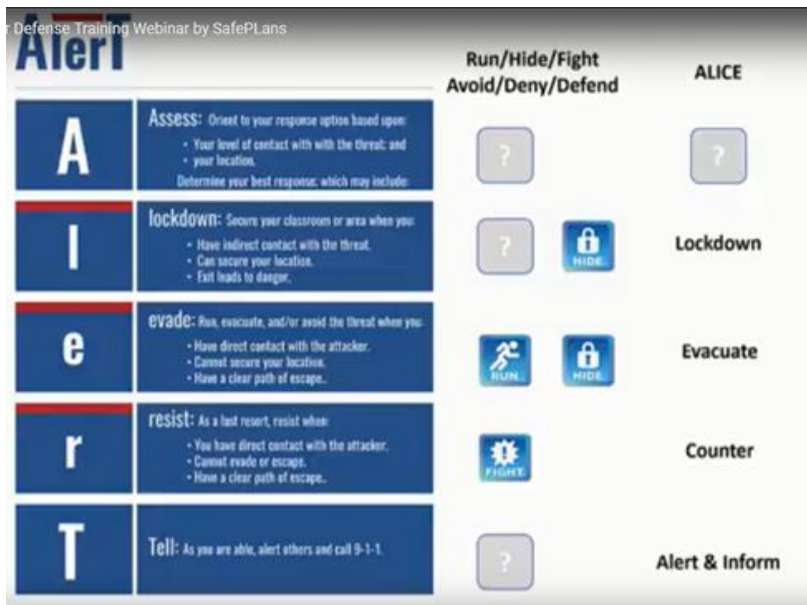 r Defense Training Webinar by SafePLans
AlerT
Run/Hide/Fight
Avoid/Deny/Defend
ALICE
A
Assess: Orient to your response option based upon:
• Your level of contact with with the threat; and
• your location.
Determine your best response; which may include:
?
?
l
lockdown: Secure your classroom or area when you:
• Have indirect contact with the threat.
• Can secure your location.
• Exit leads to danger.
?
HIDE
Lockdown
e
evade: Run, evacuate, and/or avoid the threat when you:
• Have direct contact with the attacker.
• Cannot secure your location.
• Have a clear path of escape..
RUN
HIDE
Evacuate
r
resist: As a last resort, resist when:
• You have direct contact with the attacker.
• Cannot evade or escape.
• Have a clear path of escape..
FIGHT
Counter
T
Tell: As you are able, alert others and call 9-1-1.
?
Alert & Inform